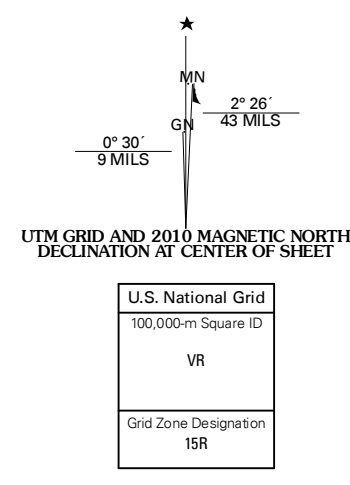 MN
2° 26´
43 MILS
GN
0° 30´
9 MILS
UTM GRID AND 2010 MAGNETIC NORTH
DECLINATION AT CENTER OF SHEET
U.S. National Grid
100,000-m Square ID
VR
Grid Zone Designation
15R